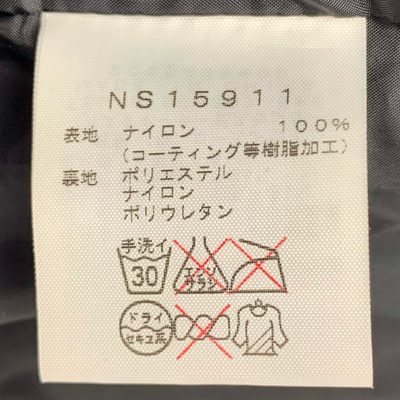 NS15911
表地 ナイロン 100%
(コーティング等樹脂加工)
裏地 ポリエステル
ナイロン
ポリウレタン
手洗イ
30
エンソ
サラシ
ドライ
セキユ系